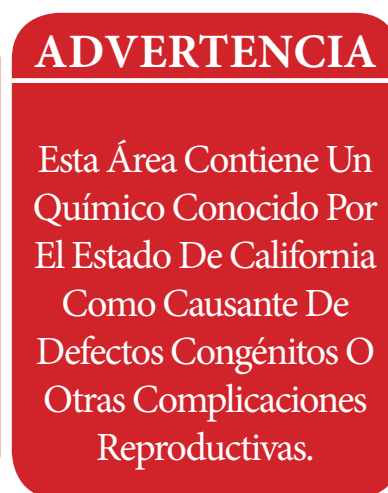 ADVERTENCIA
Esta Área Contiene Un
Químico Conocido Por
El Estado De California
Como Causante De
Defectos Congénitos O
Otras Complicaciones
Reproductivas.